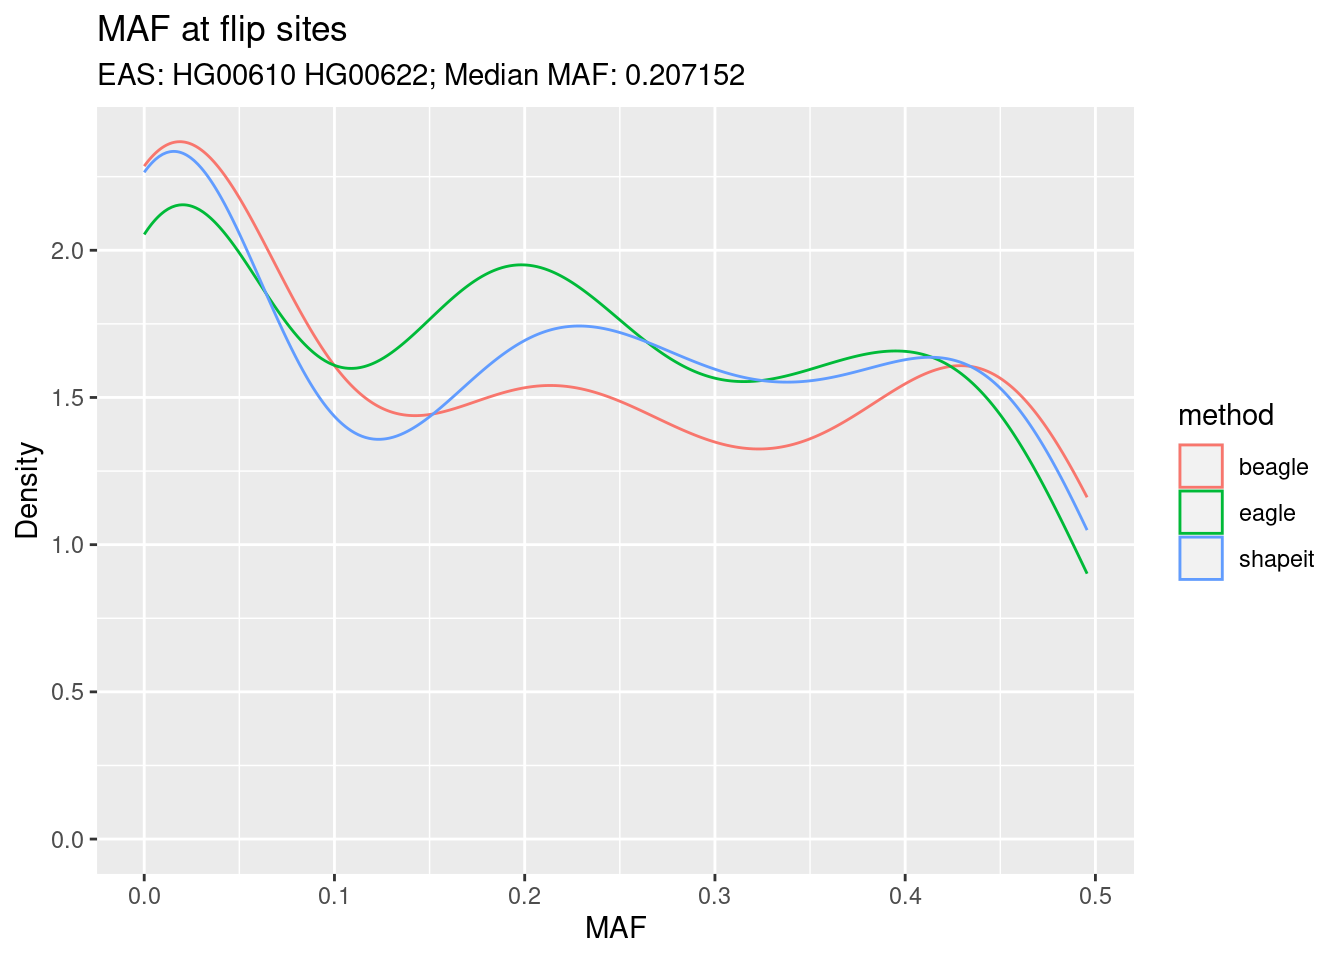 MAF at flip sites
EAS: HG00610 HG00622; Median MAF: 0.207152
Density
2.0
1.5
1.0
0.5
0.0
0.0 0.1 0.2 0.3 0.4 0.5
MAF
method
beagle
eagle
shapeit